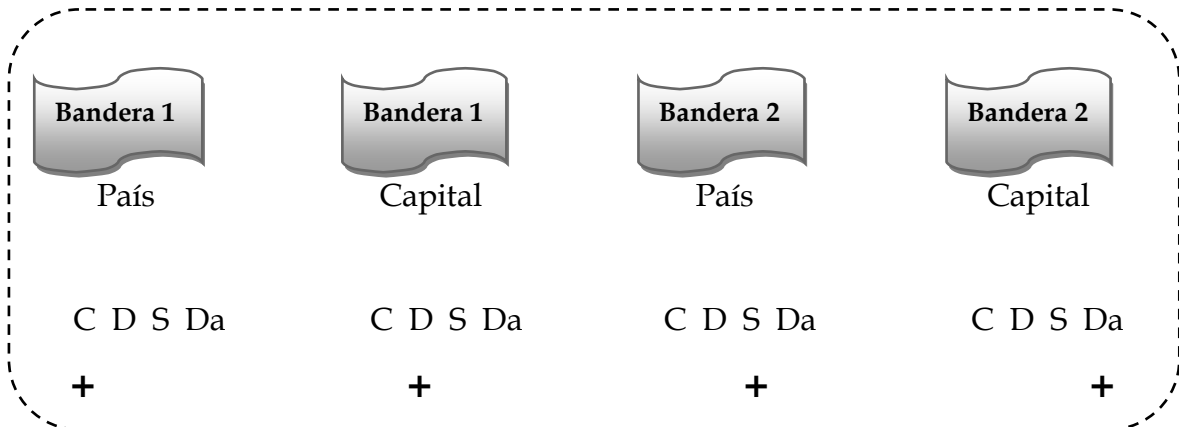 Bandera 1 Bandera 1 Bandera 2 Bandera 2
País Capital País Capital
C D S Da C D S Da C D S Da C D S Da
+ + + +